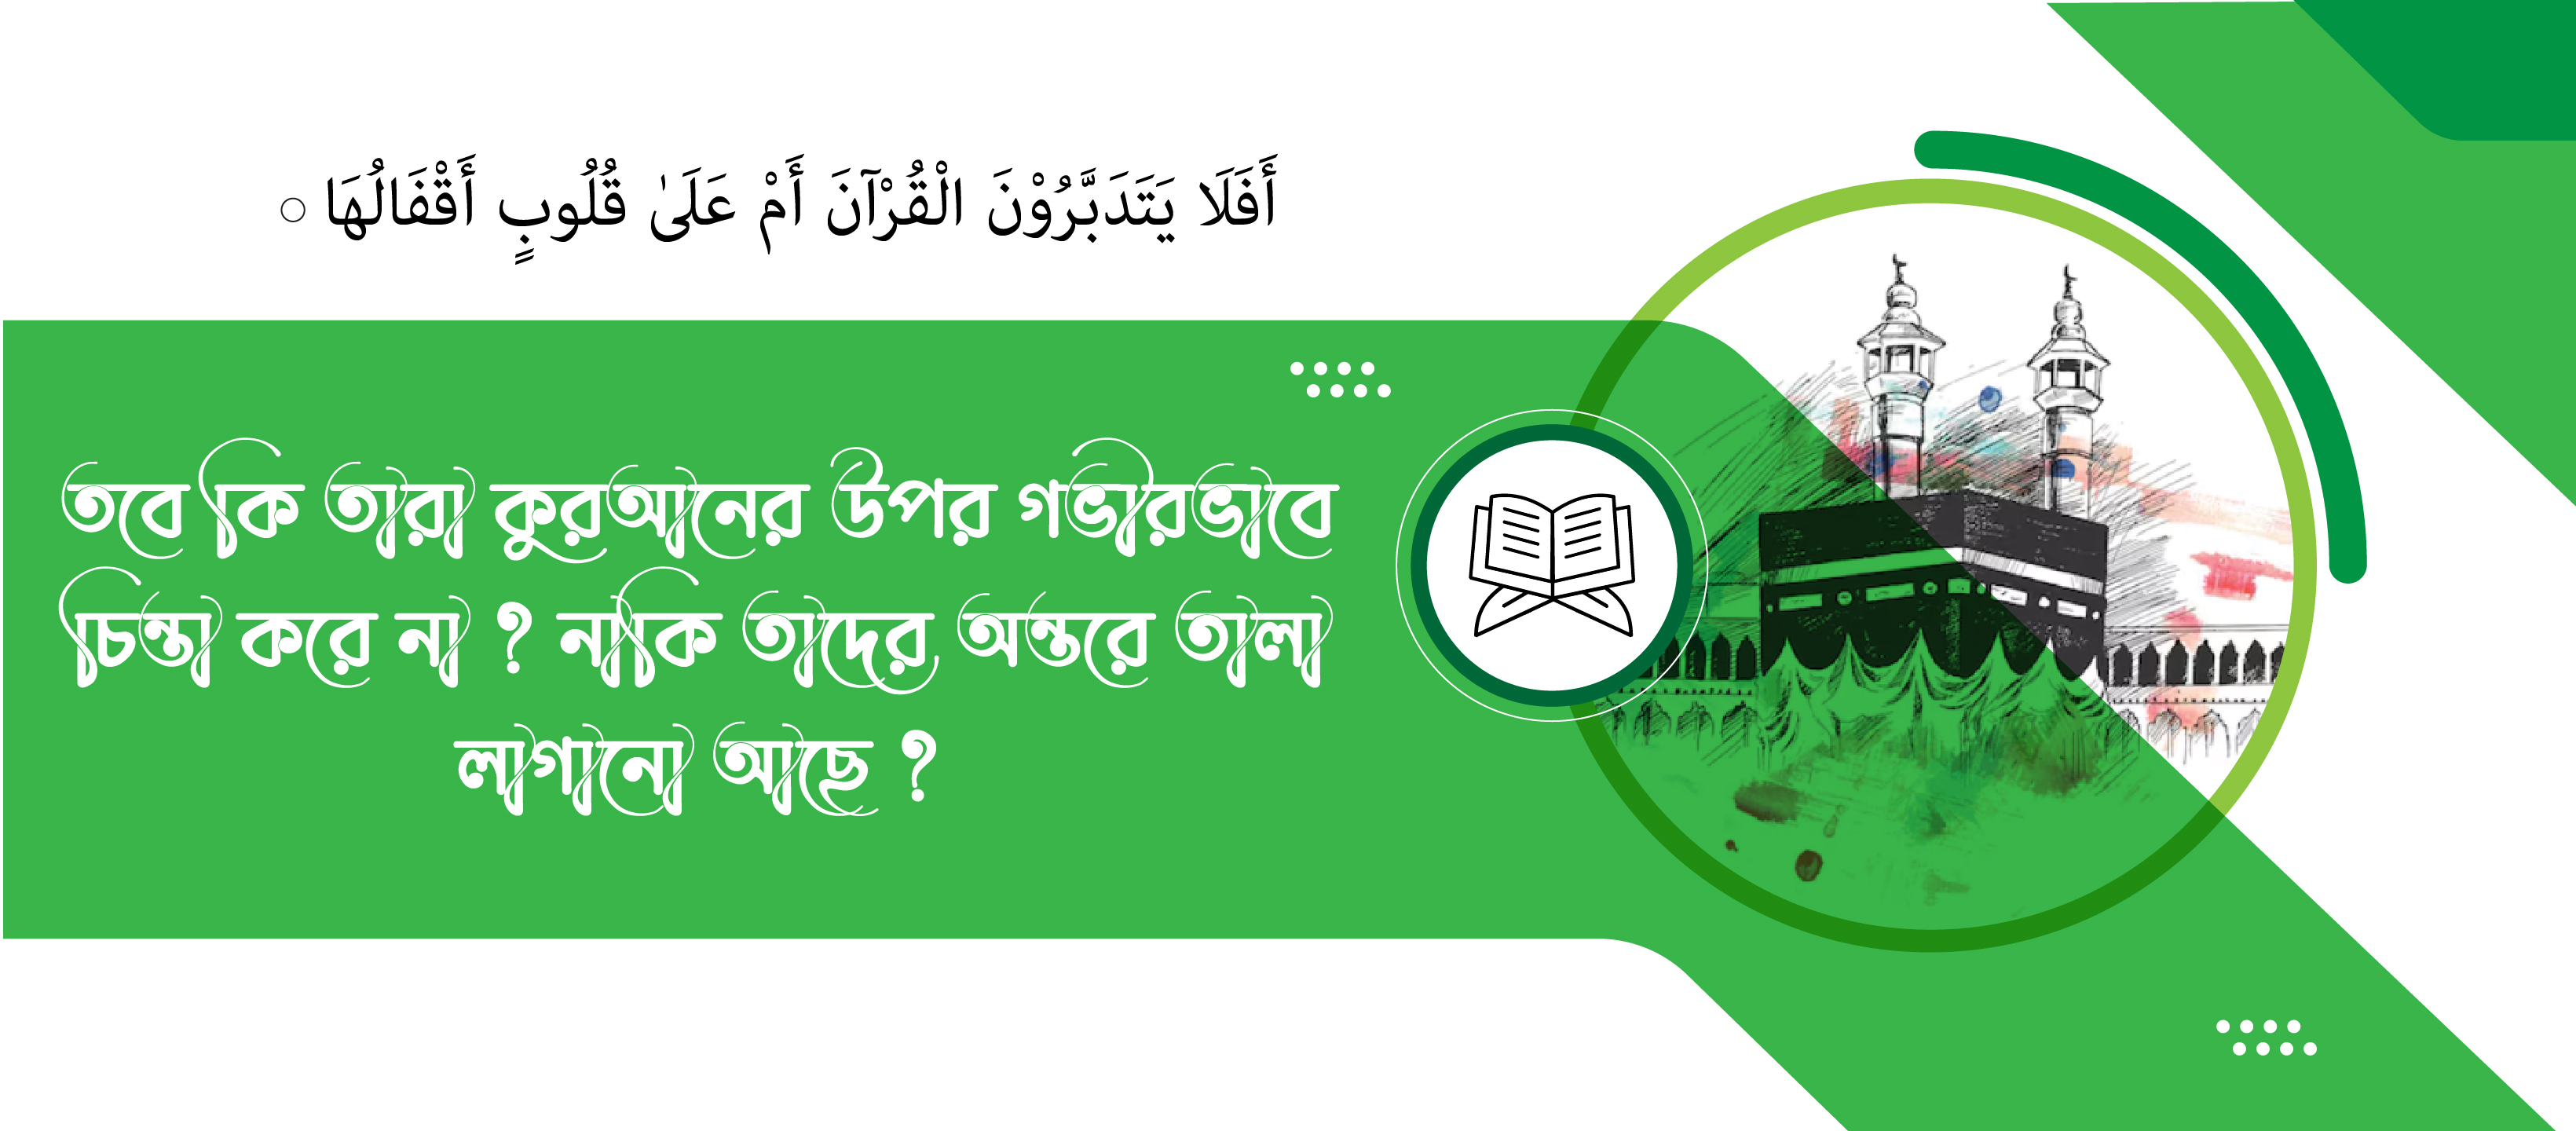 أَفَلَا يَتَدَبَّرُوْنَ الْقُرْآنَ أَمْ عَلَىٰ قُلُوبٍ أَقْفَالُهَا ○
তবে কি তারা কুরআনের উপর গভীরভাবে
চিন্তা করে না ? নাকি তাদের অন্তরে তালা
লাগানো আছে ?